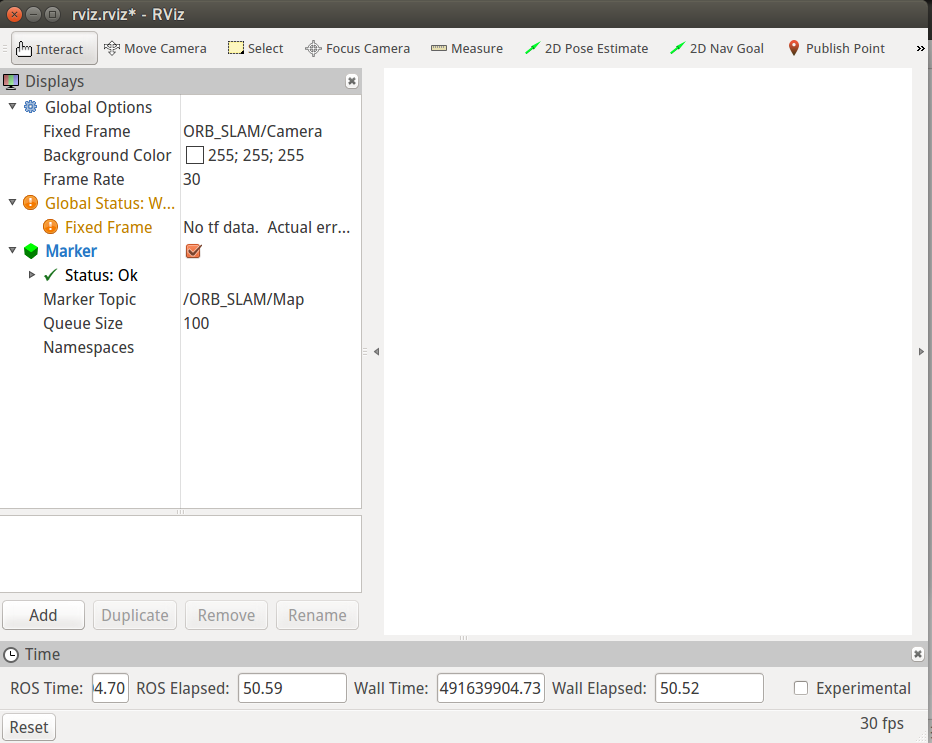 rviz.rviz* - RViz
Interact Move Camera Select Focus Camera Measure 2D Pose Estimate 2D Nav Goal Publish Point »
Displays
Global Options
Fixed Frame ORB_SLAM/Camera
Background Color 255; 255; 255
Frame Rate 30
Global Status: W...
Fixed Frame No tf data. Actual err...
Marker
Status: Ok
Marker Topic /ORB_SLAM/Map
Queue Size 100
Namespaces
Add Duplicate Remove Rename
Time
ROS Time: 4.70 ROS Elapsed: 50.59 Wall Time: 491639904.73 Wall Elapsed: 50.52 Experimental
Reset 30 fps